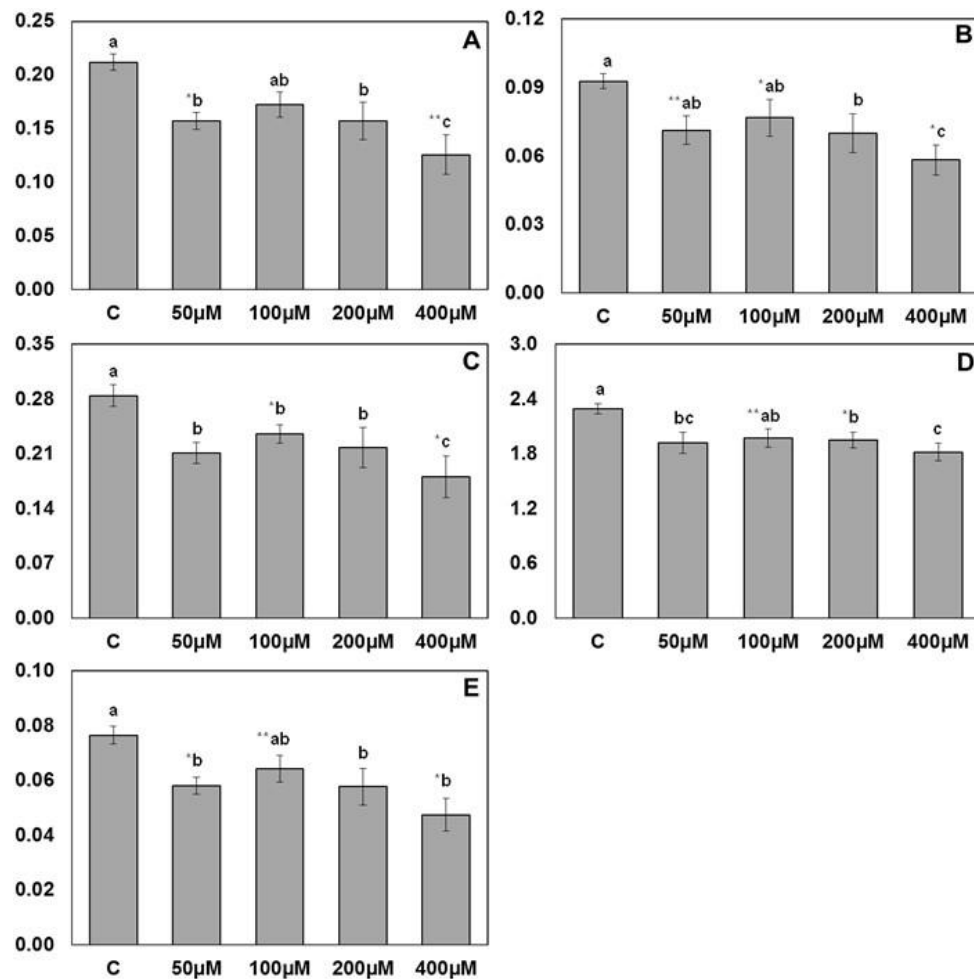 0.25 A
a
0.20 ab
*b b
0.15 **c
0.10
0.05
0.00
C 50µM 100µM 200µM 400µM
0.12 B
a
0.09 **ab *ab b
*c
0.06
0.03
0.00
C 50µM 100µM 200µM 400µM
0.35 C
a
0.28 b *b b
*c
0.21
0.14
0.07
0.00
C 50µM 100µM 200µM 400µM
3.0 D
a
2.4 bc **ab *b c
1.8
1.2
0.6
0.0
C 50µM 100µM 200µM 400µM
0.10 E
a
0.08 *b **ab b
*b
0.06
0.04
0.02
0.00
C 50µM 100µM 200µM 400µM